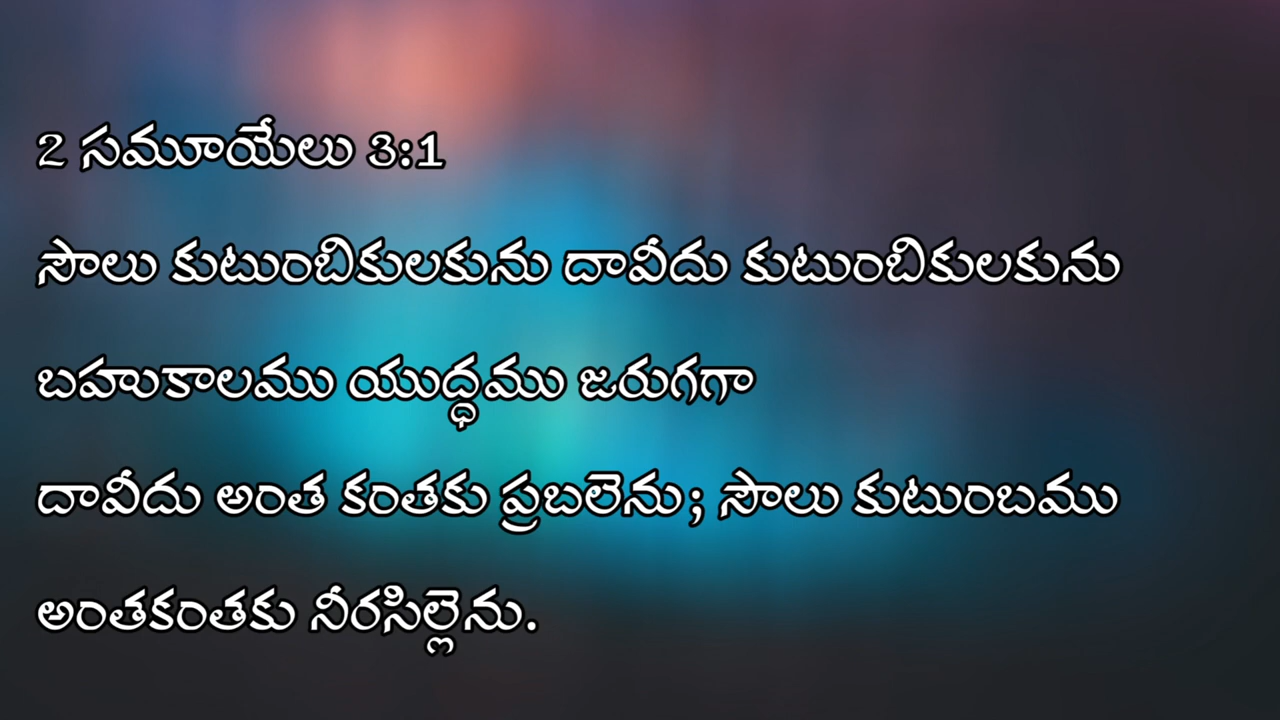 2 సమూయేలు 3:1
సౌలు కుటుంబికులకును దావీదు కుటుంబికులకును
బహుకాలము యుద్ధము జరుగగా
దావీదు అంత కంతకు ప్రబలెను; సౌలు కుటుంబము
అంతకంతకు నీరసిల్లెను.